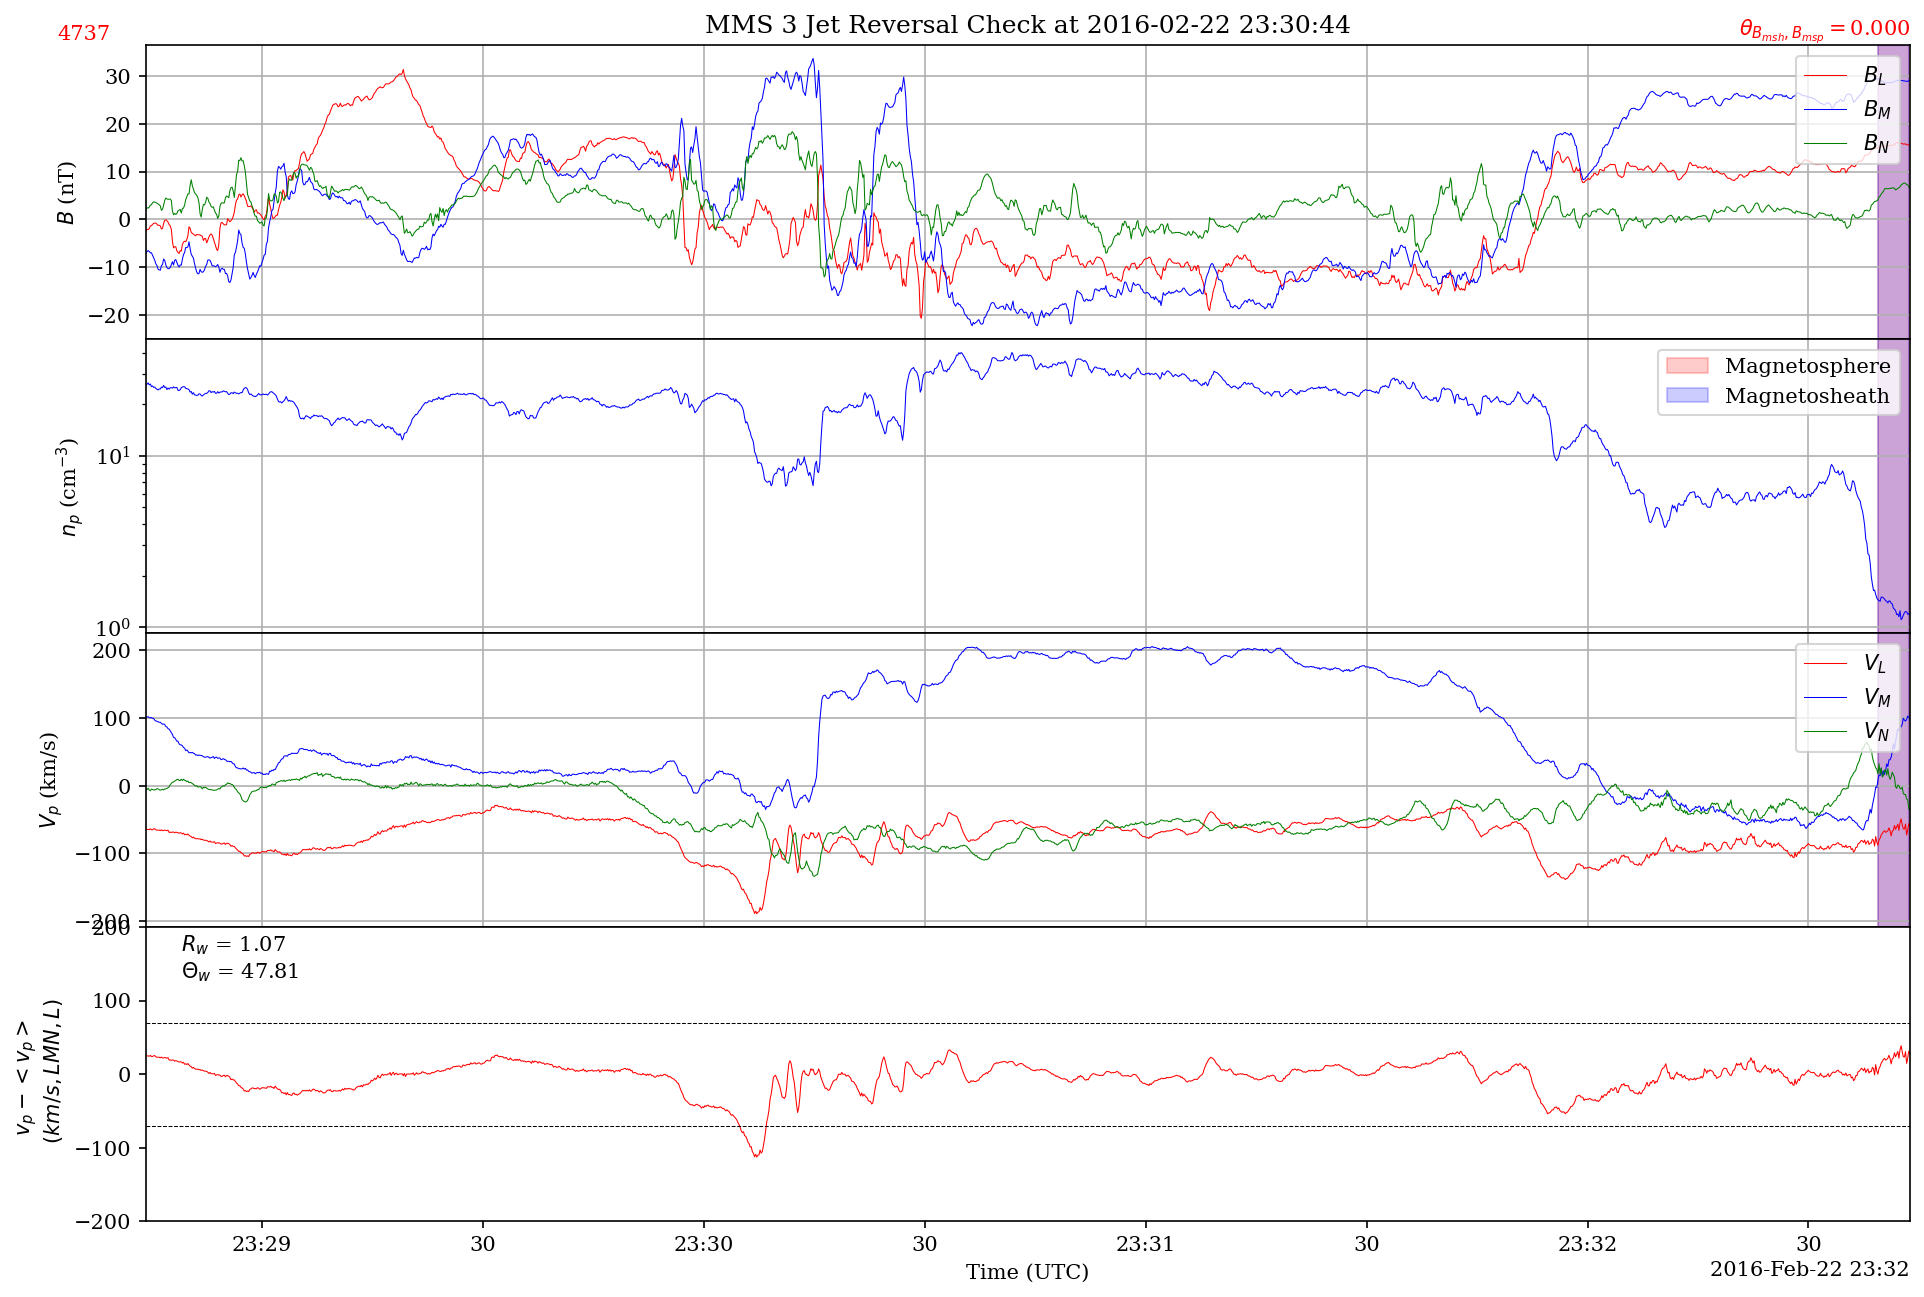 4737
MMS 3 Jet Reversal Check at 2016-02-22 23:30:44
θ_{B_{msh}, B_{msp}} = 0.000
B (nT)
30
20
10
0
−10
−20
B_L
B_M
B_N
n_p (cm^{−3})
10^1
10^0
Magnetosphere
Magnetosheath
V_p (km/s)
200
100
0
−100
−200
V_L
V_M
V_N
v_p − < v_p >
(km/s, LMN, L)
200
100
0
−100
−200
R_w = 1.07
Θ_w = 47.81
23:29
30
23:30
30
23:31
30
23:32
30
Time (UTC)
2016-Feb-22 23:32